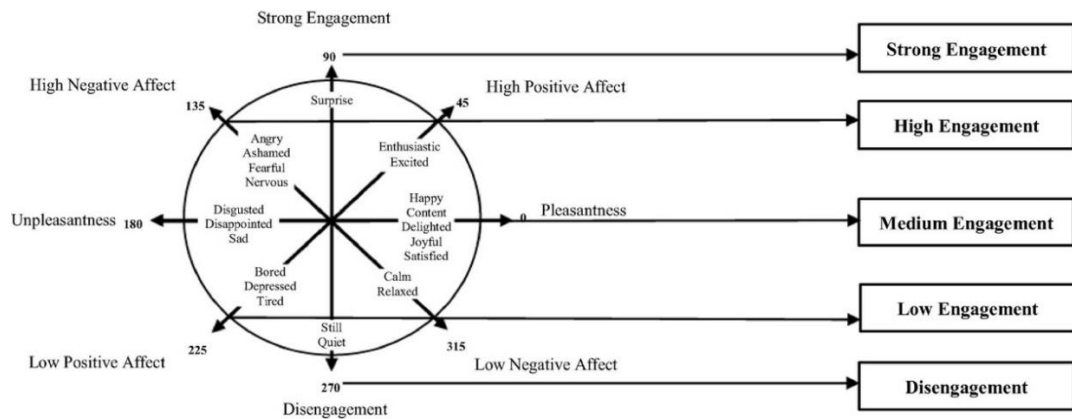 Strong Engagement
90
Strong Engagement
High Negative Affect
High Positive Affect
135
45
Surprise
High Engagement
Angry
Ashamed
Fearful
Nervous
Enthusiastic
Excited
Unpleasantness
180
Disgusted
Disappointed
Sad
Happy
Content
Delighted
Joyful
Satisfied
0
Pleasantness
Medium Engagement
Bored
Depressed
Tired
Calm
Relaxed
Low Engagement
Still
Quiet
225
315
Low Positive Affect
Low Negative Affect
270
Disengagement
Disengagement